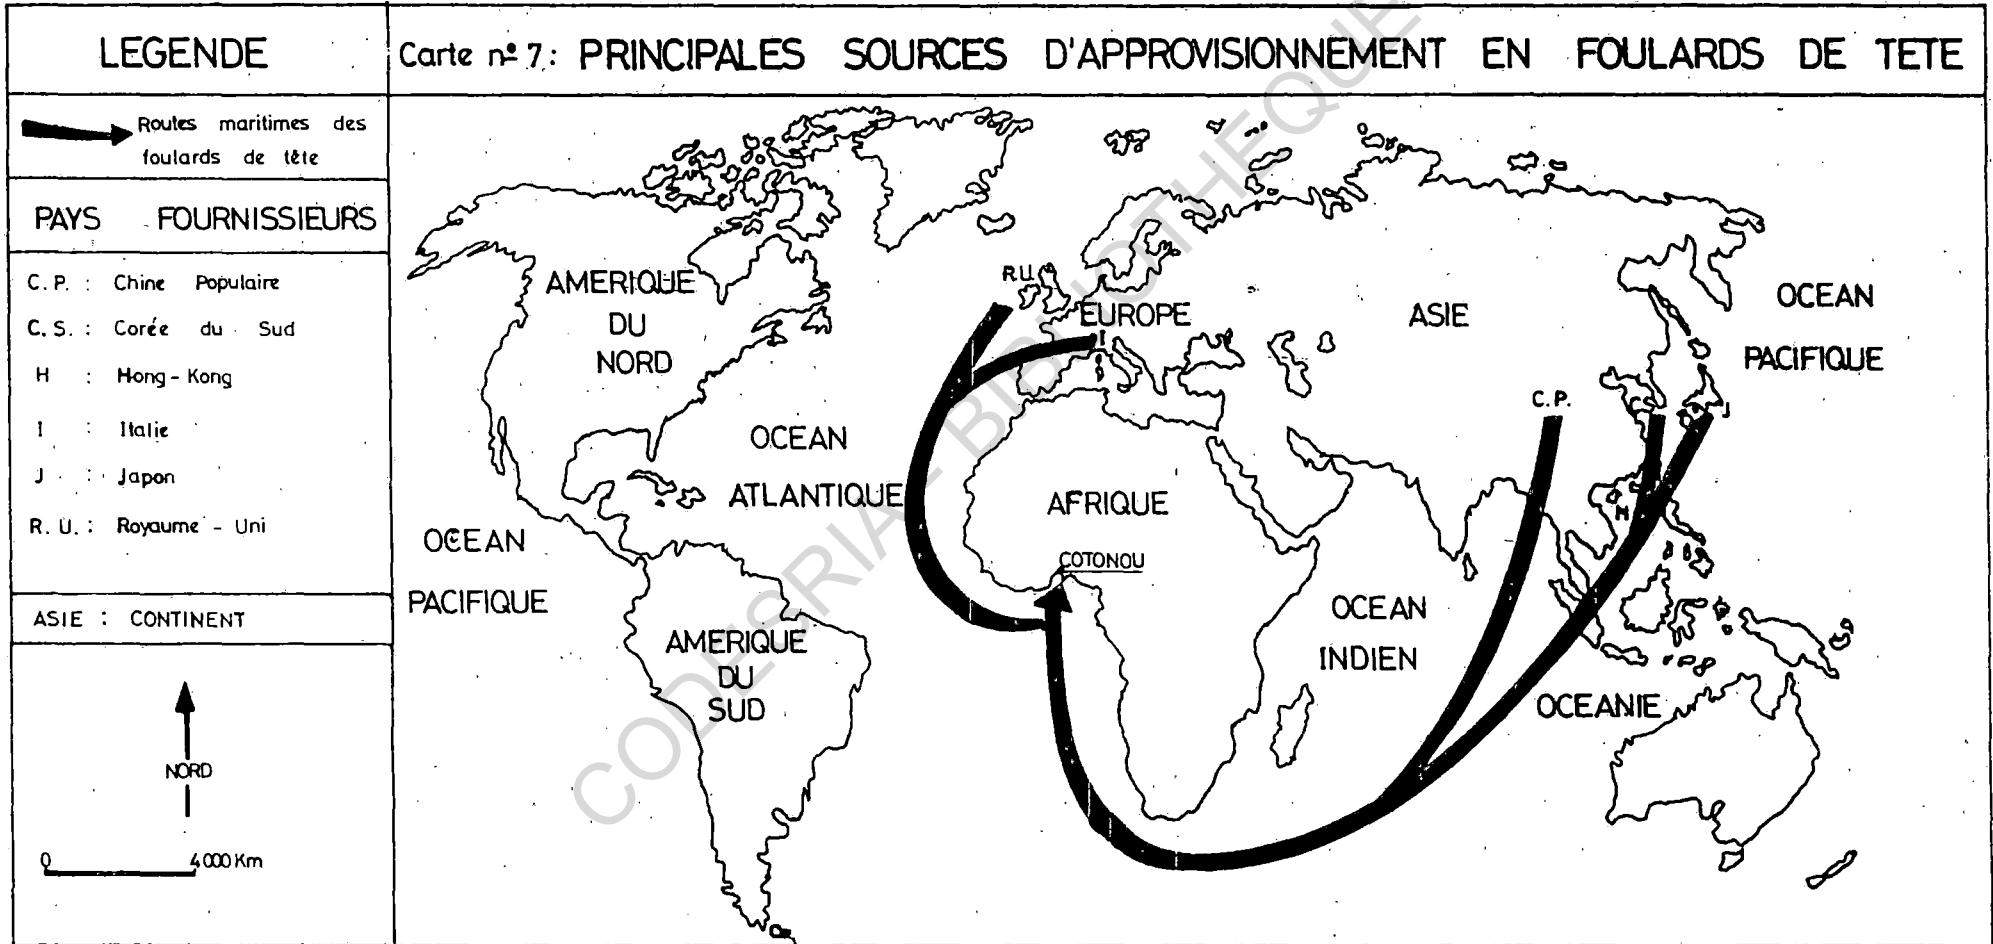 LEGENDE
Carte nº 7: PRINCIPALES SOURCES D'APPROVISIONNEMENT EN FOULARDS DE TETE
Routes maritimes des
foulards de tête
PAYS FOURNISSIEURS
C.P. : Chine Populaire
C.S. : Corée du Sud
H : Hong-Kong
I : Italie
J : Japon
R.U. : Royaume-Uni
ASIE : CONTINENT
NORD
0 4000 Km
AMERIQUE
DU
NORD
R.U.
EUROPE
I
ASIE
OCEAN
PACIFIQUE
C.P.
J
H
OCEAN
ATLANTIQUE
AFRIQUE
COTONOU
OCEAN
PACIFIQUE
AMERIQUE
DU
SUD
OCEAN
INDIEN
OCEANIE
CODESRIA - BIBLIOTHEQUE